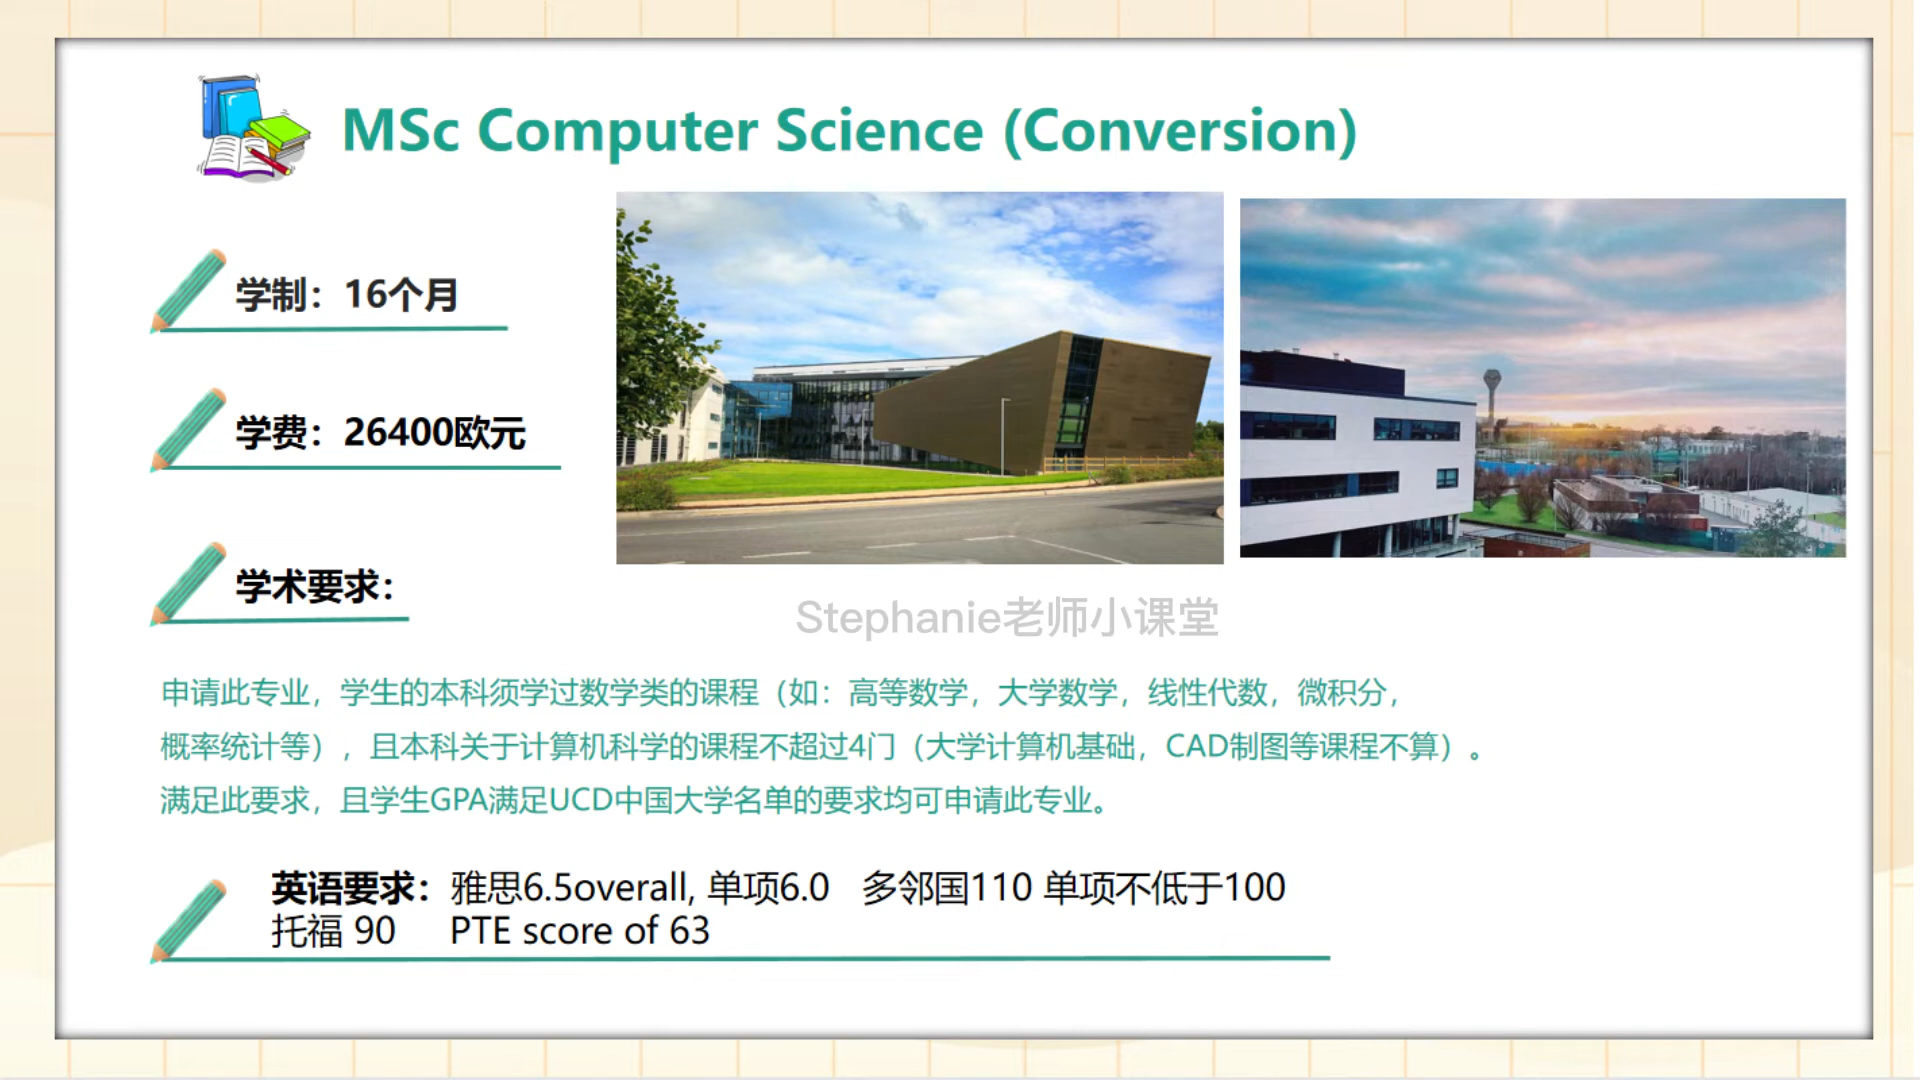 MSc Computer Science (Conversion)
学制：16个月
学费：26400欧元
学术要求：
Stephanie老师小课堂
申请此专业，学生的本科须学过数学类的课程（如：高等数学，大学数学，线性代数，微积分，
概率统计等），且本科关于计算机科学的课程不超过4门（大学计算机基础，CAD制图等课程不算）。
满足此要求，且学生GPA满足UCD中国大学名单的要求均可申请此专业。
英语要求：雅思6.5overall, 单项6.0 多邻国110 单项不低于100
托福 90 PTE score of 63